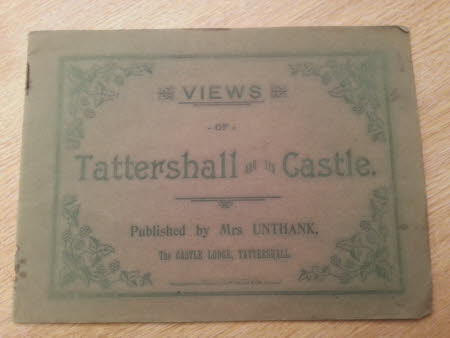 VIEWS
- OF -
Tattershall AND ITS Castle.
Published by Mrs UNTHANK,
The CASTLE LODGE, TATTERSHALL.